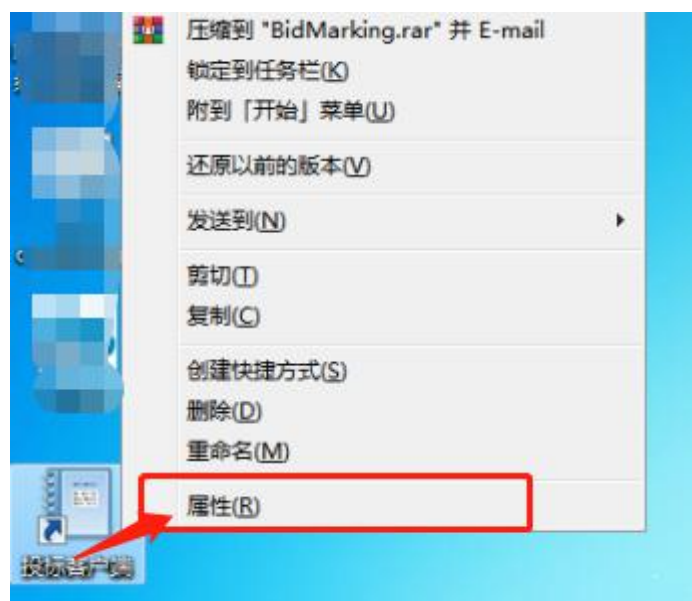 压缩到 "BidMarking.rar" 并 E-mail
锁定到任务栏(K)
附到「开始」菜单(U)
还原以前的版本(V)
发送到(N)
剪切(T)
复制(C)
创建快捷方式(S)
删除(D)
重命名(M)
属性(R)
投标客户端